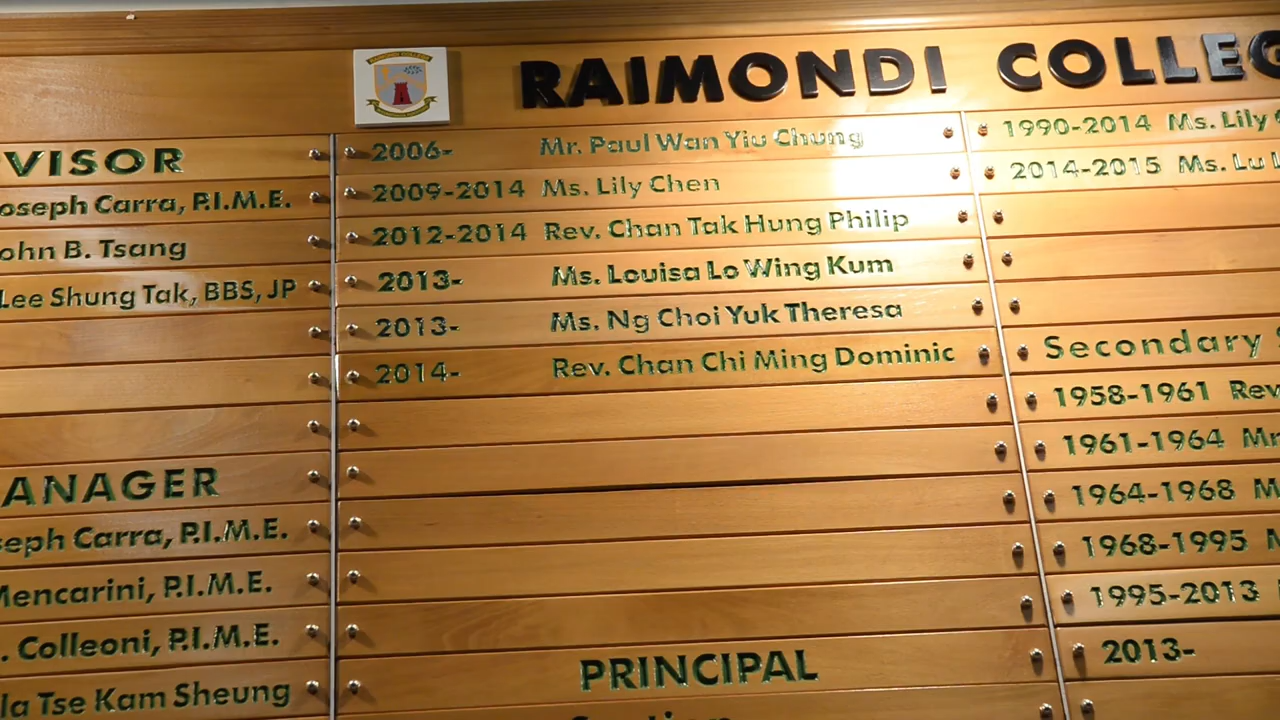 RAIMONDI COLLEG
VISOR
oseph Carra, P.I.M.E.
ohn B. Tsang
Lee Shung Tak, BBS, JP
ANAGER
seph Carra, P.I.M.E.
Mencarini, P.I.M.E.
. Colleoni, P.I.M.E.
la Tse Kam Sheung
2006- Mr. Paul Wan Yiu Chung
2009-2014 Ms. Lily Chen
2012-2014 Rev. Chan Tak Hung Philip
2013- Ms. Louisa Lo Wing Kum
2013- Ms. Ng Choi Yuk Theresa
2014- Rev. Chan Chi Ming Dominic
PRINCIPAL
1990-2014 Ms. Lily
2014-2015 Ms. Lu
Secondary
1958-1961 Rev
1961-1964 Mr
1964-1968
1968-1995
1995-2013
2013-